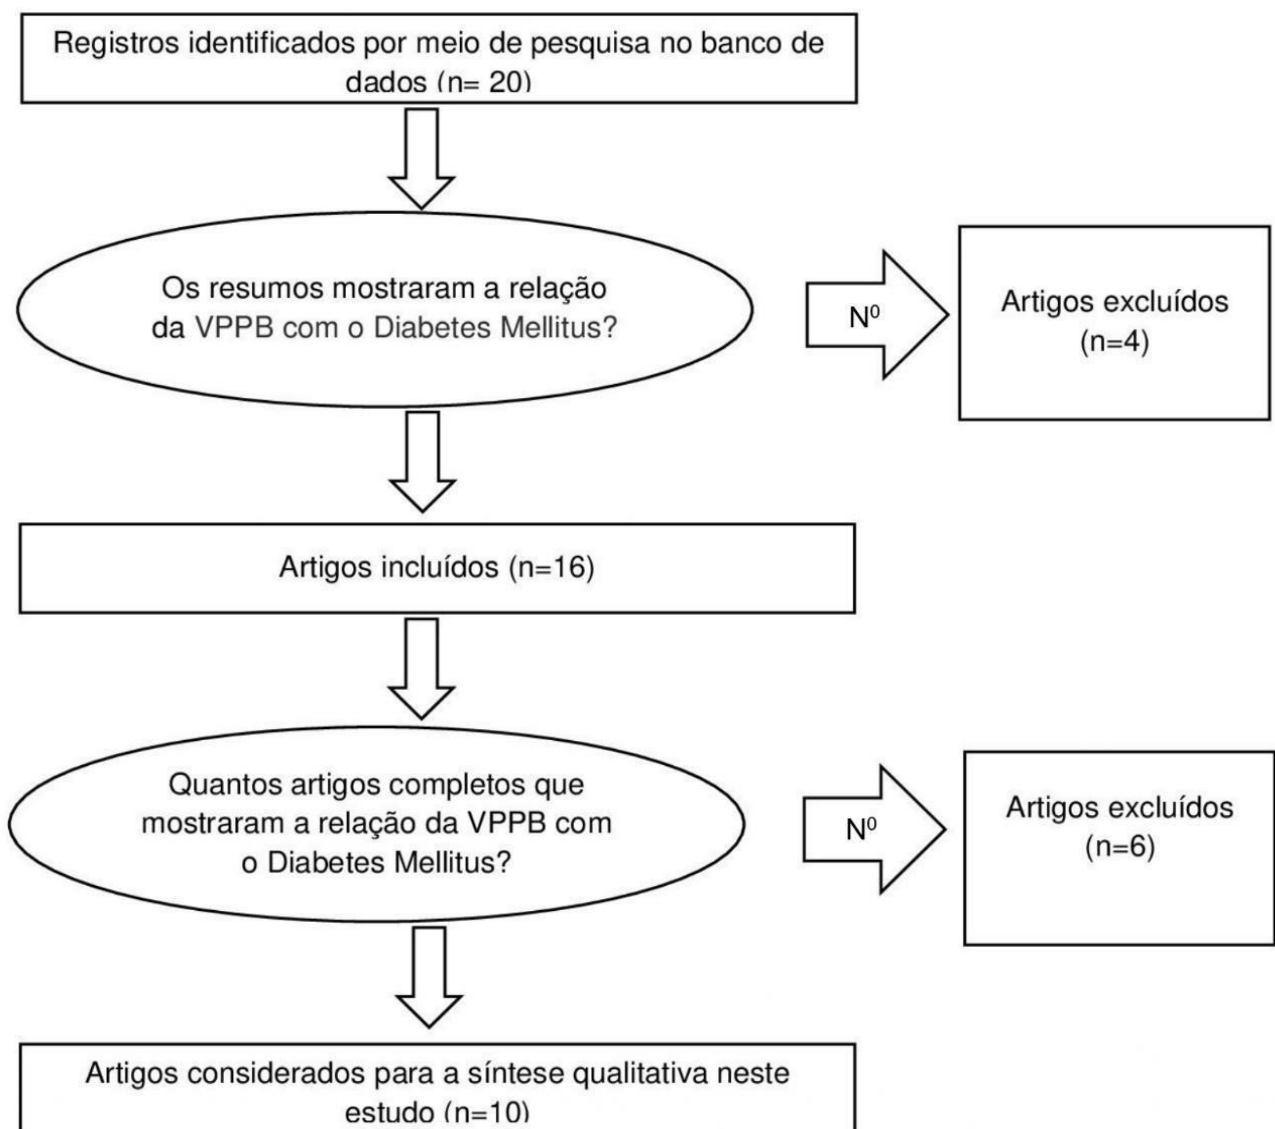 Registros identificados por meio de pesquisa no banco de
dados (n= 20)
Os resumos mostraram a relação
da VPPB com o Diabetes Mellitus?
N⁰
Artigos excluídos
(n=4)
Artigos incluídos (n=16)
Quantos artigos completos que
mostraram a relação da VPPB com
o Diabetes Mellitus?
N⁰
Artigos excluídos
(n=6)
Artigos considerados para a síntese qualitativa neste
estudo (n=10)